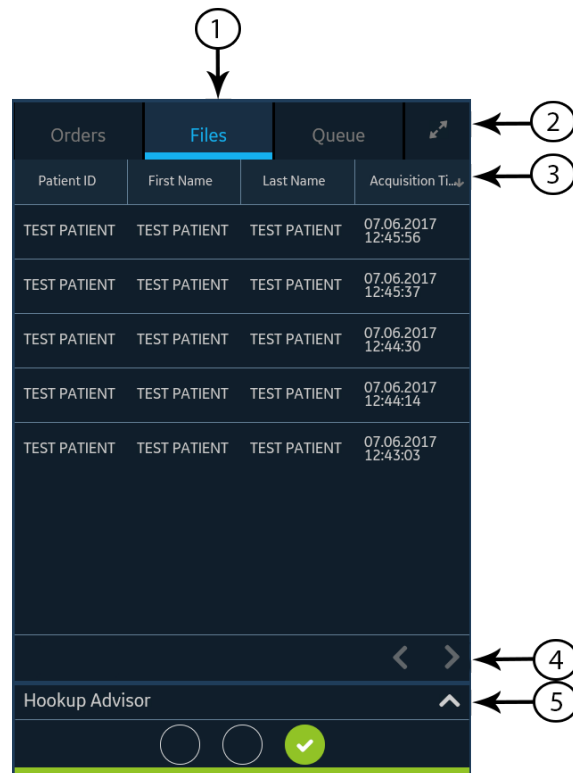 1
Orders Files Queue
2
Patient ID First Name Last Name Acquisition Ti...
3
TEST PATIENT TEST PATIENT TEST PATIENT 07.06.2017
12:45:56
TEST PATIENT TEST PATIENT TEST PATIENT 07.06.2017
12:45:37
TEST PATIENT TEST PATIENT TEST PATIENT 07.06.2017
12:44:30
TEST PATIENT TEST PATIENT TEST PATIENT 07.06.2017
12:44:14
TEST PATIENT TEST PATIENT TEST PATIENT 07.06.2017
12:43:03
4
Hookup Advisor
5